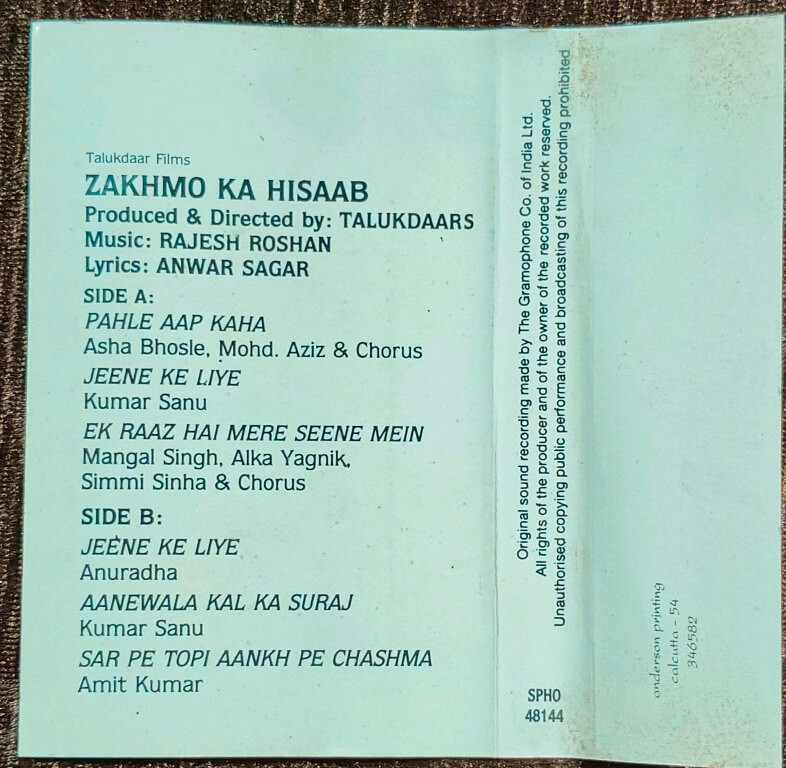 Talukdaar Films
ZAKHMO KA HISAAB
Produced & Directed by: TALUKDAARS
Music: RAJESH ROSHAN
Lyrics: ANWAR SAGAR
SIDE A:
PAHLE AAP KAHA
Asha Bhosle, Mohd. Aziz & Chorus
JEENE KE LIYE
Kumar Sanu
EK RAAZ HAI MERE SEENE MEIN
Mangal Singh, Alka Yagnik,
Simmi Sinha & Chorus
SIDE B:
JEENE KE LIYE
Anuradha
AANEWALA KAL KA SURAJ
Kumar Sanu
SAR PE TOPI AANKH PE CHASHMA
Amit Kumar
Original sound recording made by The Gramophone Co. of India Ltd.
All rights of the producer and of the owner of the recorded work reserved.
Unauthorised copying public performance and broadcasting of this recording prohibited
SPHO
48144
anderson printing
calcutta - 54
346582